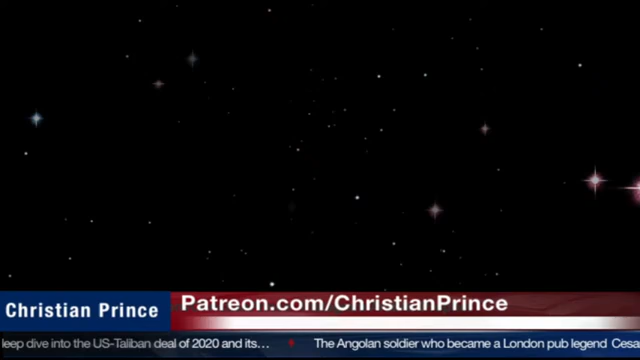 Patreon.com/ChristianPrince
Christian Prince
leep dive into the US-Taliban deal of 2020 and its... The Angolan soldier who became a London pub legend Cesa